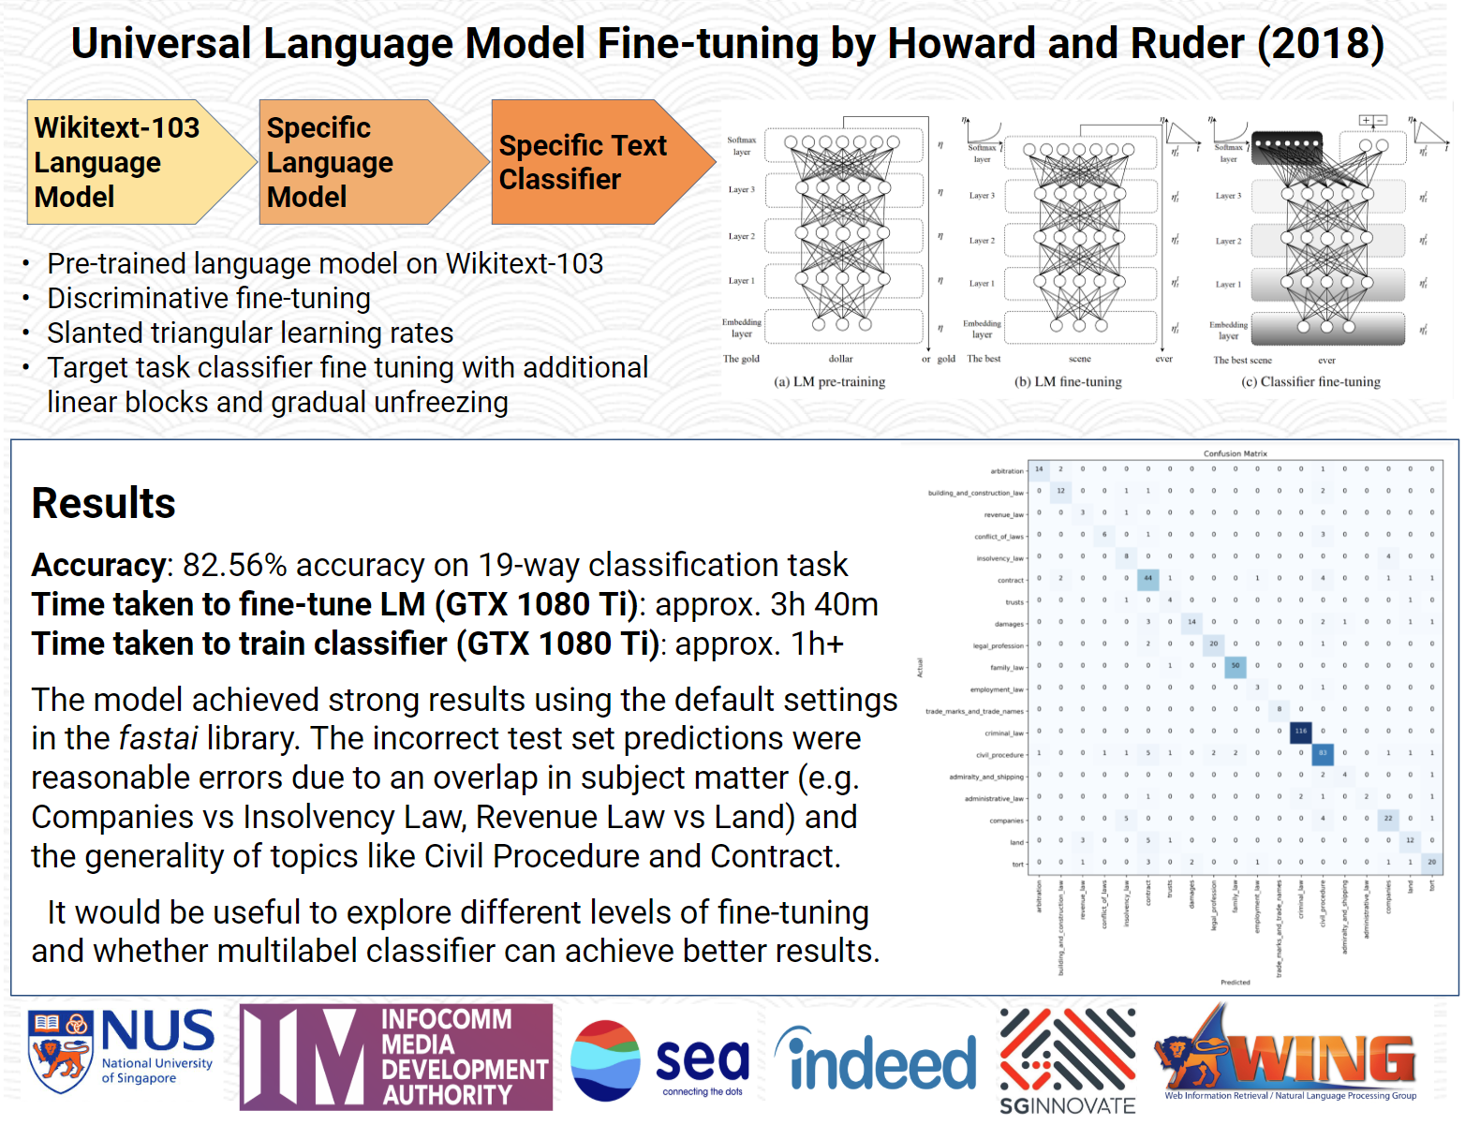 Universal Language Model Fine-tuning by Howard and Ruder (2018)
Wikitext-103
Language
Model
Specific
Language
Model
Specific Text
Classifier
• Pre-trained language model on Wikitext-103
• Discriminative fine-tuning
• Slanted triangular learning rates
• Target task classifier fine tuning with additional
linear blocks and gradual unfreezing
Softmax
layer
Layer 3
Layer 2
Layer 1
Embedding
layer
The gold dollar or gold
(a) LM pre-training
Softmax
layer
Layer 3
Layer 2
Layer 1
Embedding
layer
The best scene ever
(b) LM fine-tuning
Softmax
layer
Layer 3
Layer 2
Layer 1
Embedding
layer
The best scene ever
(c) Classifier fine-tuning
Results
Accuracy: 82.56% accuracy on 19-way classification task
Time taken to fine-tune LM (GTX 1080 Ti): approx. 3h 40m
Time taken to train classifier (GTX 1080 Ti): approx. 1h+
The model achieved strong results using the default settings
in the fastai library. The incorrect test set predictions were
reasonable errors due to an overlap in subject matter (e.g.
Companies vs Insolvency Law, Revenue Law vs Land) and
the generality of topics like Civil Procedure and Contract.
It would be useful to explore different levels of fine-tuning
and whether multilabel classifier can achieve better results.
Confusion Matrix
Actual
arbitration 14 2 0 0 0 0 0 0 0 0 0 0 0 1 0 0 0 0 0
building_and_construction_law 0 12 0 0 1 1 0 0 0 0 0 0 0 2 0 0 0 0 0
revenue_law 0 0 3 0 1 0 0 0 0 0 0 0 0 0 0 0 0 0 0
conflict_of_laws 0 0 0 6 0 1 0 0 0 0 0 0 0 3 0 0 0 0 0
insolvency_law 0 0 0 0 8 0 0 0 0 0 0 0 0 0 0 0 4 0 0
contract 0 2 0 0 0 44 1 0 0 0 1 0 0 4 0 0 1 1 1
trusts 0 0 0 0 1 0 4 0 0 0 0 0 0 0 0 0 0 1 0
damages 0 0 0 0 0 3 0 14 0 0 0 0 0 2 1 0 0 1 1
legal_profession 0 0 0 0 0 2 0 0 20 0 0 0 0 1 0 0 0 0 0
family_law 0 0 0 0 0 0 1 0 0 50 0 0 0 0 0 0 0 0 0
employment_law 0 0 0 0 0 0 0 0 0 0 3 0 0 1 0 0 0 0 0
trade_marks_and_trade_names 0 0 0 0 0 0 0 0 0 0 0 8 0 0 0 0 0 0 0
criminal_law 0 0 0 0 0 0 0 0 0 0 0 0 116 0 0 0 0 0 0
civil_procedure 1 0 0 1 1 5 1 0 2 2 0 0 0 83 0 0 1 1 1
admiralty_and_shipping 0 0 0 0 0 0 0 0 0 0 0 0 0 2 4 0 0 0 1
administrative_law 0 0 0 0 0 1 0 0 0 0 0 0 2 1 0 2 0 0 1
companies 0 0 0 0 5 0 0 0 0 0 0 0 0 4 0 0 22 0 1
land 0 0 3 0 0 5 1 0 0 0 0 0 0 0 0 0 0 12 0
tort 0 0 1 0 0 3 0 2 0 0 1 0 0 0 0 0 1 1 20
arbitration
building_and_construction_law
revenue_law
conflict_of_laws
insolvency_law
contract
trusts
damages
legal_profession
family_law
employment_law
trade_marks_and_trade_names
criminal_law
civil_procedure
admiralty_and_shipping
administrative_law
companies
land
tort
Predicted
NUS
National University
of Singapore
IM
INFOCOMM
MEDIA
DEVELOPMENT
AUTHORITY
sea
connecting the dots
indeed
SGINNOVATE
WING
Web Information Retrieval / Natural Language Processing Group